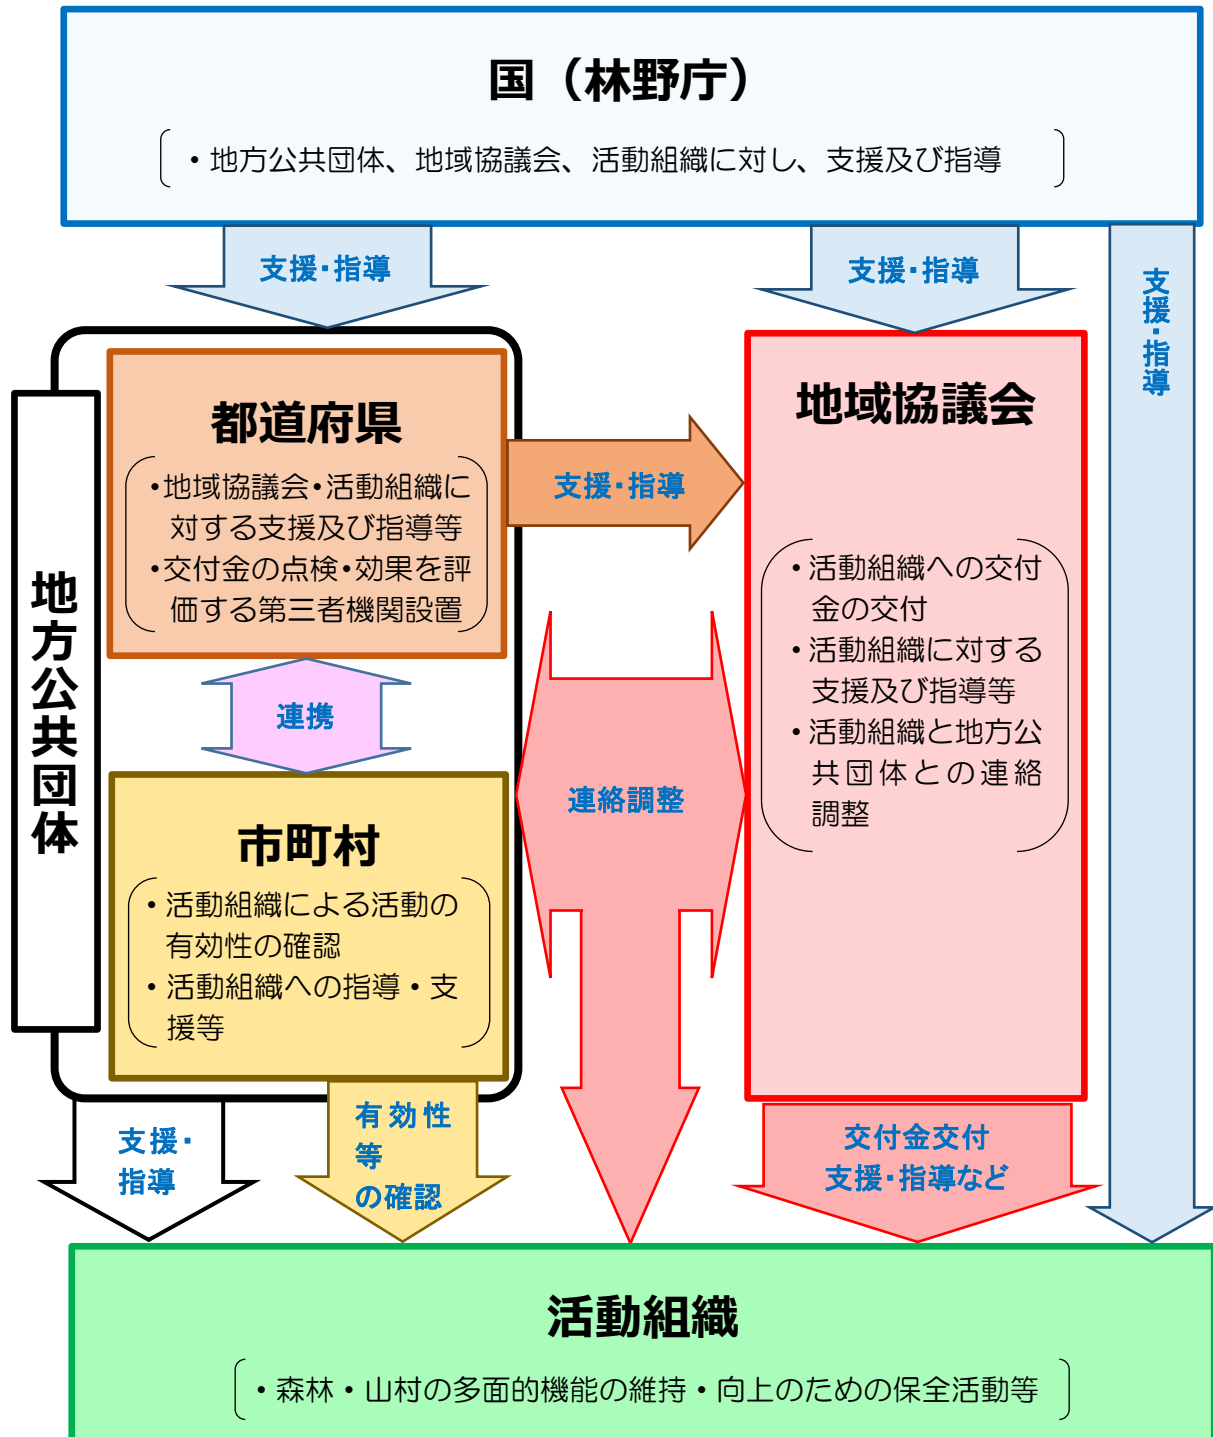 国（林野庁）
・地方公共団体、地域協議会、活動組織に対し、支援及び指導
支援・指導
支援・指導
支援・指導
地方公共団体
都道府県
・地域協議会・活動組織に
対する支援及び指導等
・交付金の点検・効果を評
価する第三者機関設置
支援・指導
地域協議会
・活動組織への交付
金の交付
・活動組織に対する
支援及び指導等
・活動組織と地方公
共団体との連絡
調整
連携
連絡調整
市町村
・活動組織による活動の
有効性の確認
・活動組織への指導・支
援等
支援・
指導
有効性
等
の確認
交付金交付
支援・指導など
活動組織
・森林・山村の多面的機能の維持・向上のための保全活動等